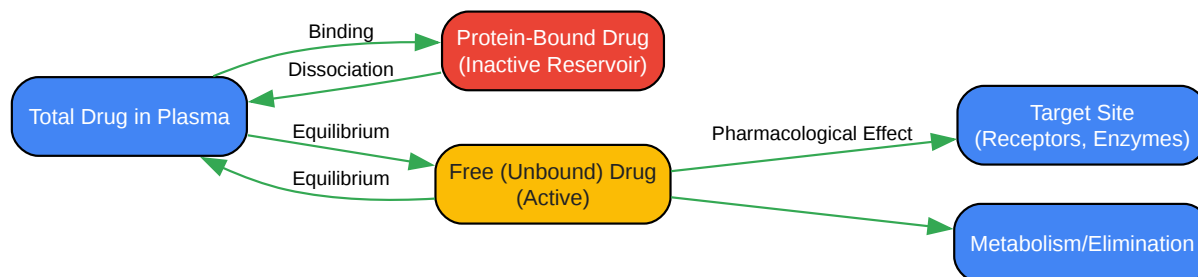 Total Drug in Plasma
Binding
Dissociation
Protein-Bound Drug
(Inactive Reservoir)
Equilibrium
Equilibrium
Free (Unbound) Drug
(Active)
Pharmacological Effect
Target Site
(Receptors, Enzymes)
Metabolism/Elimination